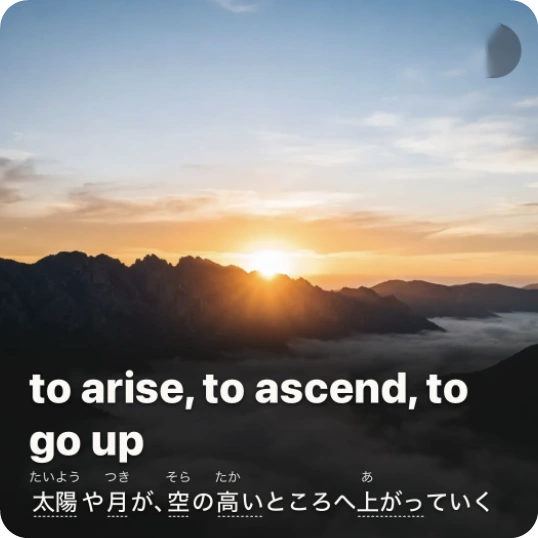 to arise, to ascend, to
go up
たいよう つき そら たか あ
太陽や月が、空の高いところへ上がっていく